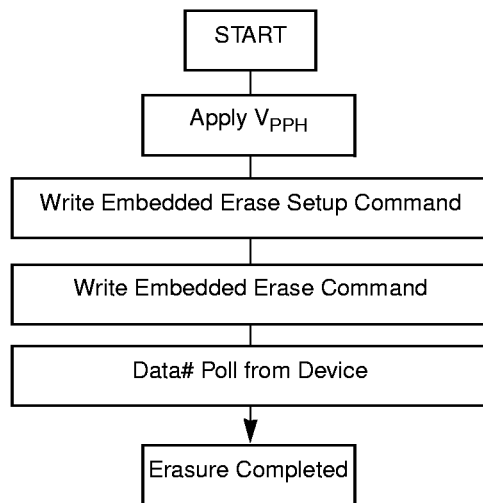 START
Apply VPPH
Write Embedded Erase Setup Command
Write Embedded Erase Command
Data# Poll from Device
Erasure Completed